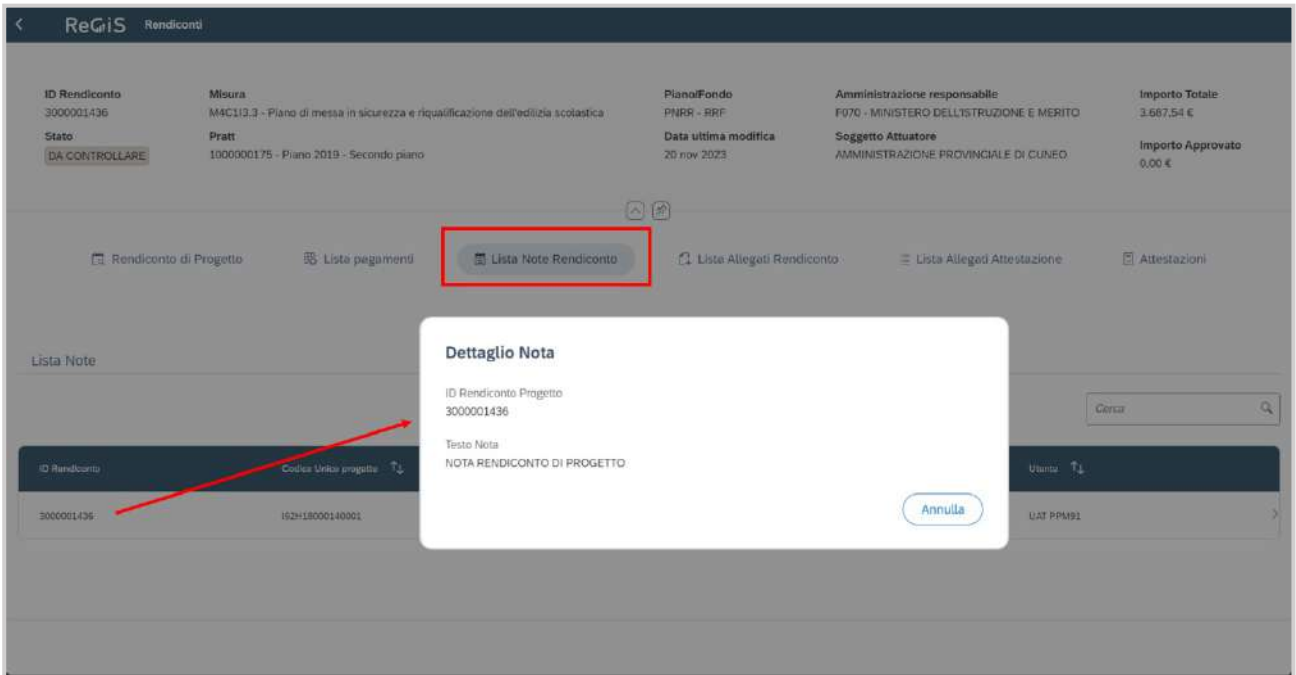 ReGiS Rendiconti
ID Rendiconto Misura Piano/Fondo Amministrazione responsabile Importo Totale
3000001436 M4C1I3.3 - Piano di messa in sicurezza e riqualificazione dell'edilizia scolastica PNRR - RRF F070 - MINISTERO DELL'ISTRUZIONE E MERITO 3.687,54 €
Stato Pratt Data ultima modifica Soggetto Attuatore Importo Approvato
DA CONTROLLARE 1000000175 - Piano 2019 - Secondo piano 20 nov 2023 AMMINISTRAZIONE PROVINCIALE DI CUNEO 0,00 €
Rendiconto di Progetto Lista pagamenti Lista Note Rendiconto Lista Allegati Rendiconto Lista Allegati Attestazione Attestazioni
Lista Note
Dettaglio Nota
ID Rendiconto Progetto
3000001436
Testo Nota
NOTA RENDICONTO DI PROGETTO
Annulla
Cerca
ID Rendiconto Codice Unico progetto Utente
3000001436 I62H18000140001 UAT PPM91